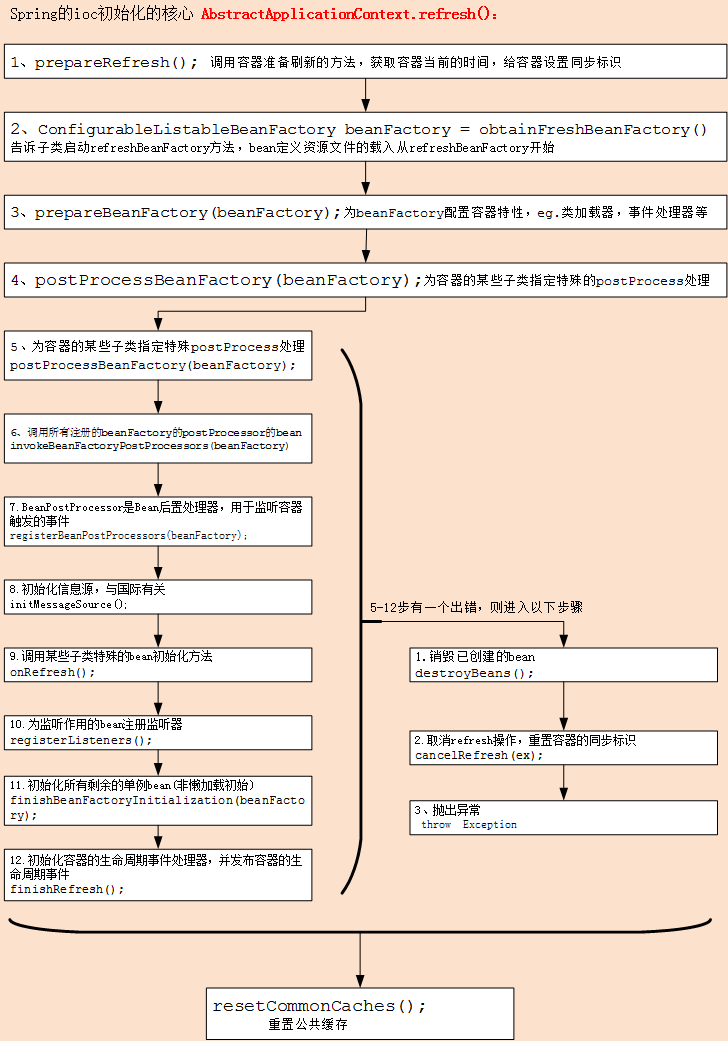 Spring的ioc初始化的核心 AbstractApplicationContext.refresh():
1、prepareRefresh(); 调用容器准备刷新的方法，获取容器当前的时间，给容器设置同步标识
2、ConfigurableListableBeanFactory beanFactory = obtainFreshBeanFactory()
告诉子类启动refreshBeanFactory方法，bean定义资源文件的载入从refreshBeanFactory开始
3、prepareBeanFactory(beanFactory);为beanFactory配置容器特性，eg.类加载器，事件处理器等
4、postProcessBeanFactory(beanFactory);为容器的某些子类指定特殊的postProcess处理
5、为容器的某些子类指定特殊postProcess处理
postProcessBeanFactory(beanFactory);
6、调用所有注册的beanFactory的postProcessor的bean
invokeBeanFactoryPostProcessors(beanFactory)
7.BeanPostProcessor是Bean后置处理器，用于监听容器
触发的事件
registerBeanPostProcessors(beanFactory);
8.初始化信息源，与国际有关
initMessageSource();
9.调用某些子类特殊的bean初始化方法
onRefresh();
10.为监听作用的bean注册监听器
registerListeners();
11.初始化所有剩余的单例bean(非懒加载初始）
finishBeanFactoryInitialization(beanFacto
ry);
12.初始化容器的生命周期事件处理器，并发布容器的生
命周期事件
finishRefresh();
5-12步有一个出错，则进入以下步骤
1.销毁已创建的bean
destroyBeans();
2.取消refresh操作，重置容器的同步标识
cancelRefresh(ex);
3、抛出异常
throw Exception
resetCommonCaches();
重置公共缓存